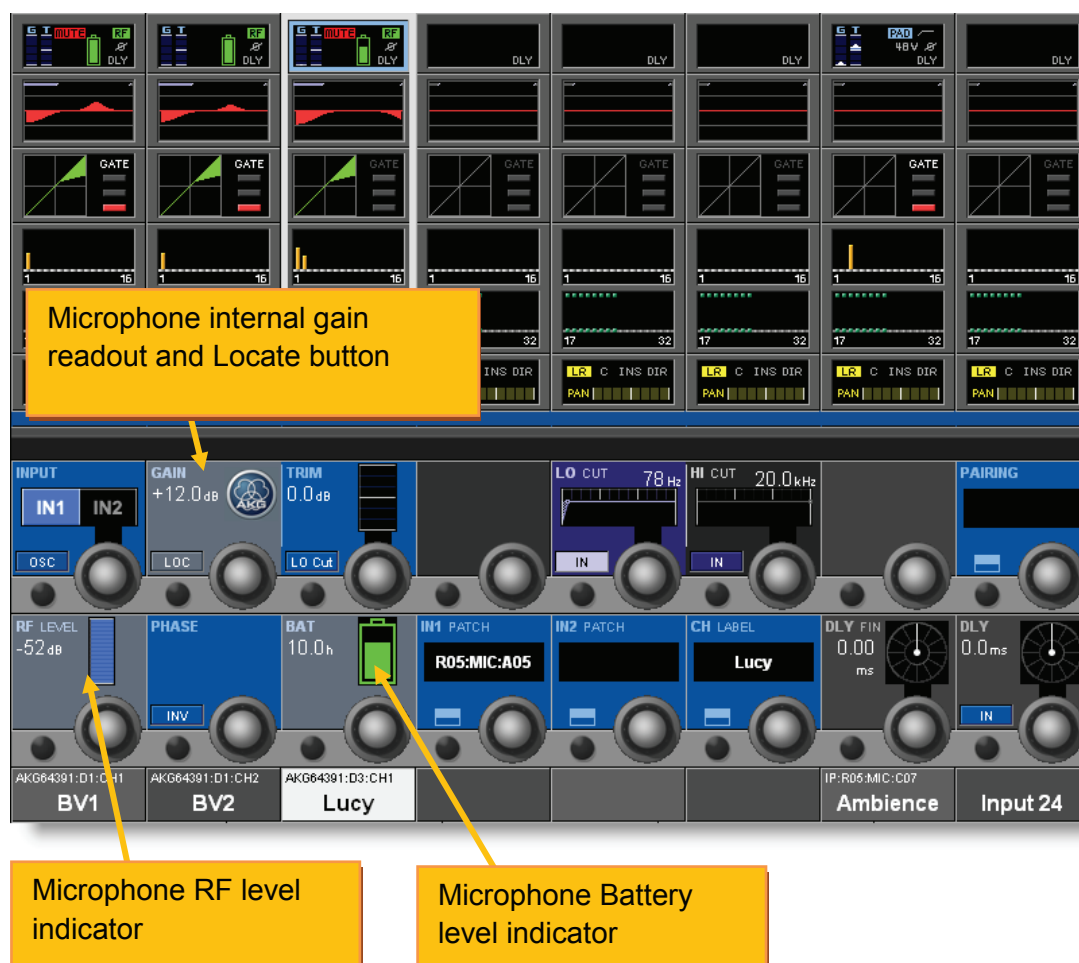 G T MUTE RF
DLY
G T RF
DLY
G T MUTE RF
DLY
DLY
DLY
DLY
G T PAD
48V
DLY
DLY
GATE
GATE
GATE
GATE
GATE
GATE
GATE
GATE
1 16
1 16
1 16
1 16
1 16
1 16
1 16
1 16
Microphone internal gain
readout and Locate button
32
17 32
17 32
17 32
17 32
INS DIR
LR C INS DIR
LR C INS DIR
LR C INS DIR
LR C INS DIR
PAN
PAN
PAN
PAN
INPUT
IN1 IN2
OSC
GAIN
+12.0dB
AKG
LOC
TRIM
0.0dB
LO Cut
LO CUT
78Hz
IN
HI CUT
20.0kHz
IN
PAIRING
RF LEVEL
-52dB
PHASE
INV
BAT
10.0h
IN1 PATCH
R05:MIC:A05
IN2 PATCH
CH LABEL
Lucy
DLY FIN
0.00
ms
DLY
0.0ms
IN
AKG64391:D1:CH1
BV1
AKG64391:D1:CH2
BV2
AKG64391:D3:CH1
Lucy
IP:R05:MIC:C07
Ambience
Input 24
Microphone RF level
indicator
Microphone Battery
level indicator